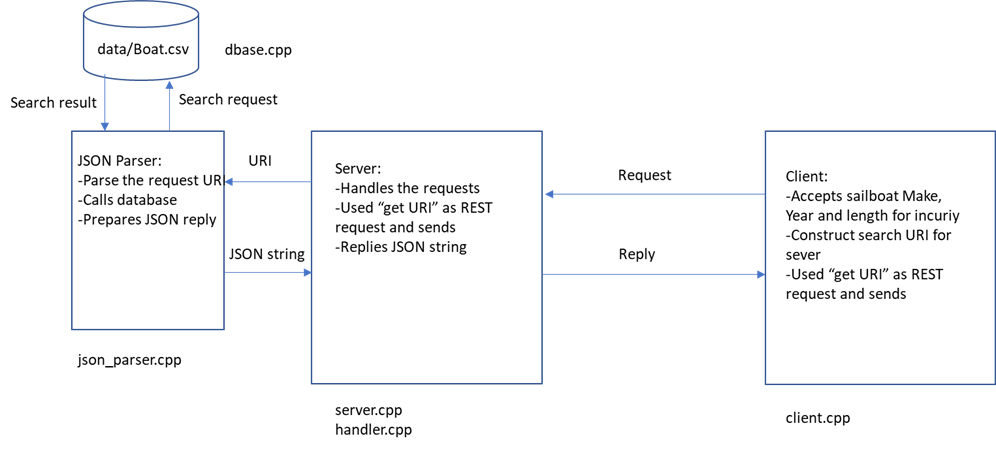 data/Boat.csv
dbase.cpp
Search result
Search request
JSON Parser:
-Parse the request URI
-Calls database
-Prepares JSON reply
json_parser.cpp
URI
JSON string
Server:
-Handles the requests
-Used “get URI” as REST
request and sends
-Replies JSON string
server.cpp
handler.cpp
Request
Reply
Client:
-Accepts sailboat Make,
Year and length for incuriy
-Construct search URI for
sever
-Used “get URI” as REST
request and sends
client.cpp